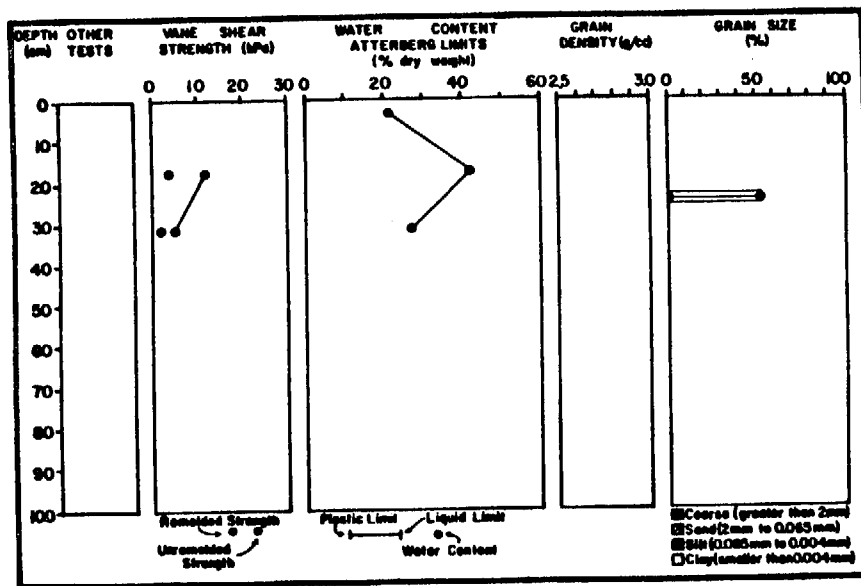 DEPTH
(cm)
OTHER
TESTS
VANE SHEAR
STRENGTH (kPa)
WATER CONTENT
ATTERBERG LIMITS
(% dry weight)
GRAIN
DENSITY (g/cc)
GRAIN SIZE
(%)
0 10 20 30
0 20 40 60
2.5 3.0
0 50 100
0
10
20
30
40
50
60
70
80
90
100
Remolded Strength
Unremolded
Strength
Plastic Limit
Liquid Limit
Water Content
Coarse (greater than 2mm)
Sand (2mm to 0.063mm)
Silt (0.063mm to 0.004mm)
Clay (smaller than 0.004mm)